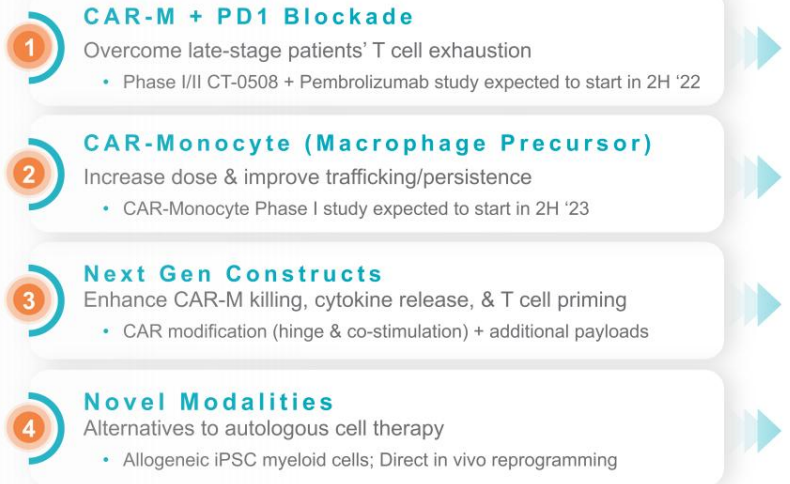 CAR-M + PD1 Blockade
1
Overcome late-stage patients’ T cell exhaustion
• Phase I/II CT-0508 + Pembrolizumab study expected to start in 2H ‘22
CAR-Monocyte (Macrophage Precursor)
2
Increase dose & improve trafficking/persistence
• CAR-Monocyte Phase I study expected to start in 2H ‘23
Next Gen Constructs
3
Enhance CAR-M killing, cytokine release, & T cell priming
• CAR modification (hinge & co-stimulation) + additional payloads
Novel Modalities
4
Alternatives to autologous cell therapy
• Allogeneic iPSC myeloid cells; Direct in vivo reprogramming